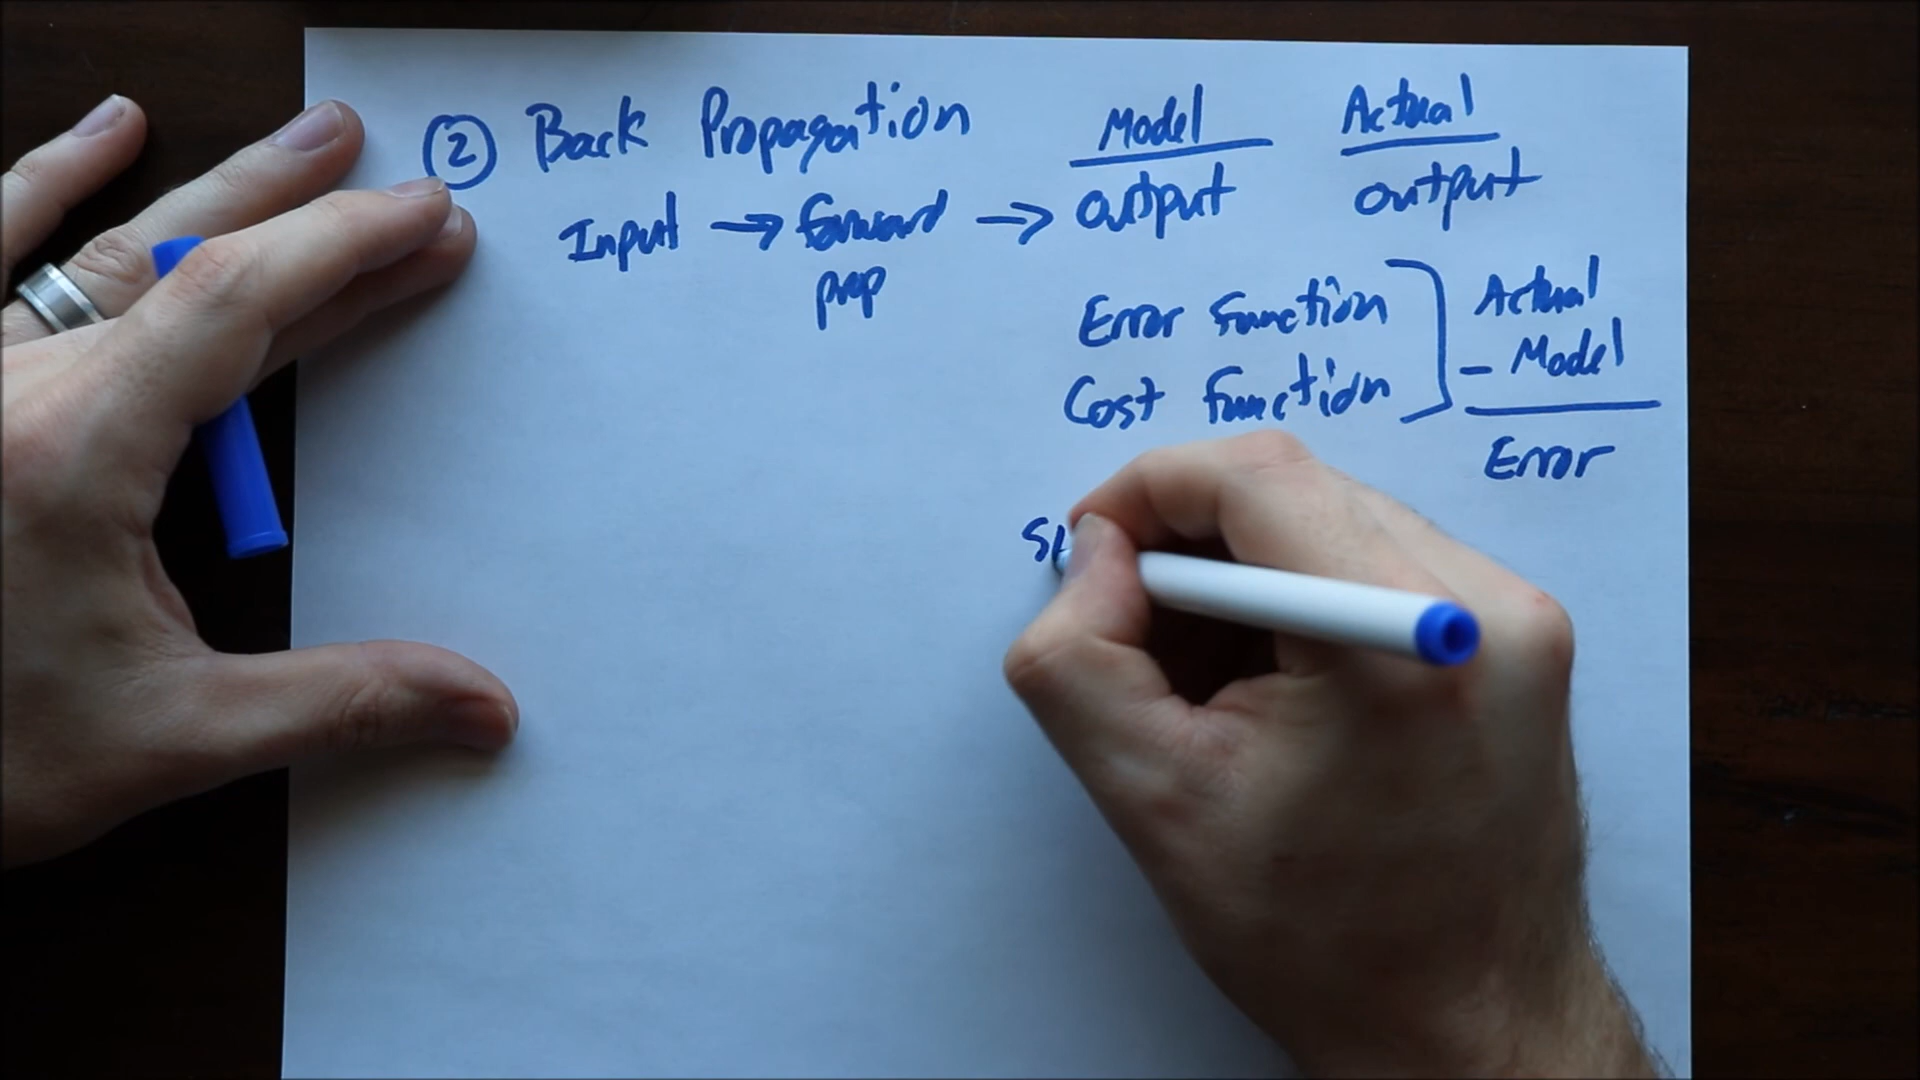 ② Back Propagation
Model Actual
Input → forward → output output
prop
Error function
Cost function
Actual
- Model
Error